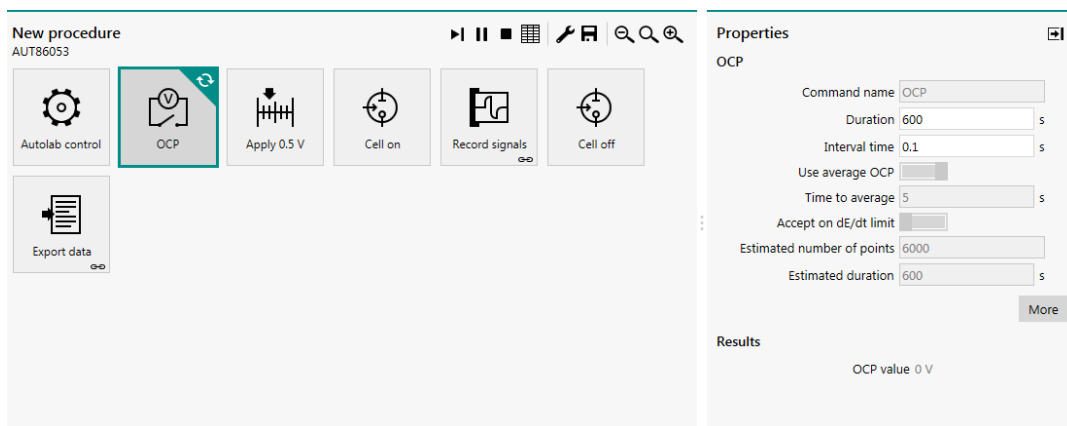 New procedure
AUT86053
Autolab control
OCP
Apply 0.5 V
Cell on
Record signals
Cell off
Export data
Properties
OCP
Command name OCP
Duration 600 s
Interval time 0.1 s
Use average OCP
Time to average 5 s
Accept on dE/dt limit
Estimated number of points 6000
Estimated duration 600 s
More
Results
OCP value 0 V